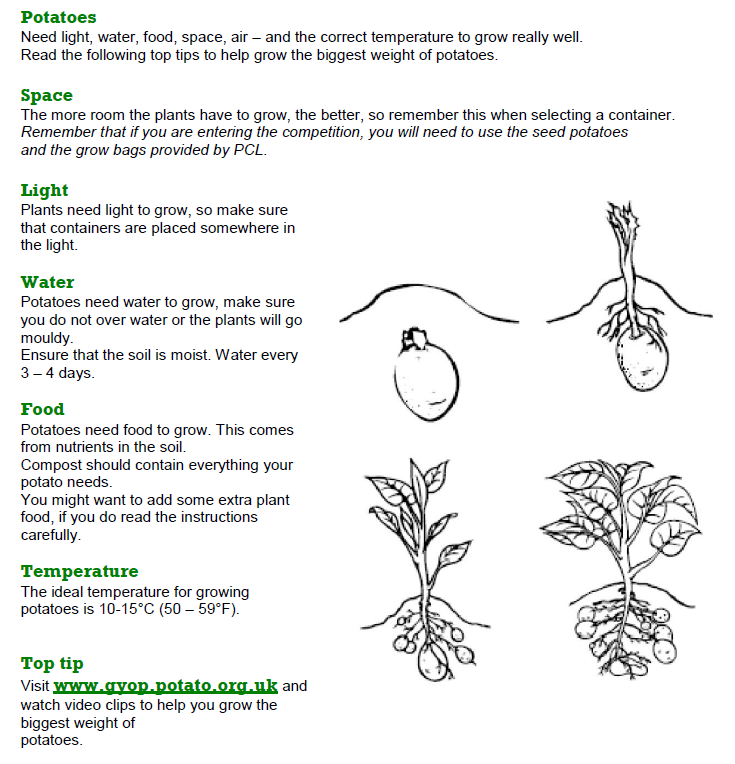 Potatoes
Need light, water, food, space, air – and the correct temperature to grow really well.
Read the following top tips to help grow the biggest weight of potatoes.
Space
The more room the plants have to grow, the better, so remember this when selecting a container.
Remember that if you are entering the competition, you will need to use the seed potatoes
and the grow bags provided by PCL.
Light
Plants need light to grow, so make sure
that containers are placed somewhere in
the light.
Water
Potatoes need water to grow, make sure
you do not over water or the plants will go
mouldy.
Ensure that the soil is moist. Water every
3 – 4 days.
Food
Potatoes need food to grow. This comes
from nutrients in the soil.
Compost should contain everything your
potato needs.
You might want to add some extra plant
food, if you do read the instructions
carefully.
Temperature
The ideal temperature for growing
potatoes is 10-15°C (50 – 59°F).
Top tip
Visit www.gyop.potato.org.uk and
watch video clips to help you grow the
biggest weight of
potatoes.